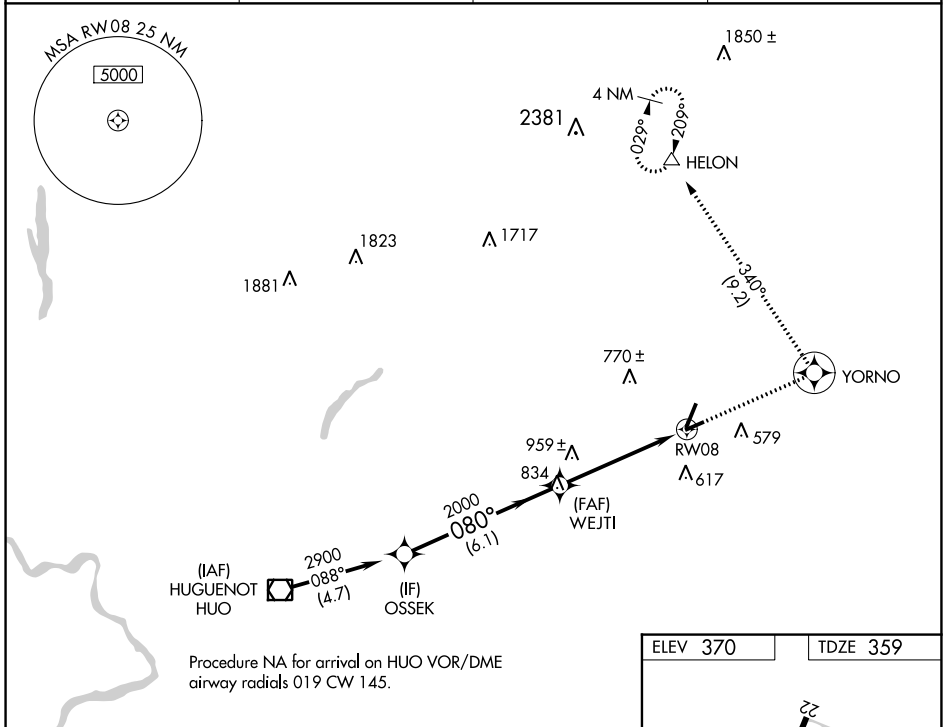 MSA RW08 25 NM
5000
1850 ±
4 NM
2381
029°
209°
HELON
1823
1717
1881
340°
(9.2)
770 ±
YORNO
579
RW08
959 ±
834
617
(FAF)
WEJTI
2000
080°
(6.1)
2900
088°
(4.7)
(IAF)
HUGUENOT
HUO
(IF)
OSSEK
Procedure NA for arrival on HUO VOR/DME
airway radials 019 CW 145.
ELEV 370
TDZE 359
22